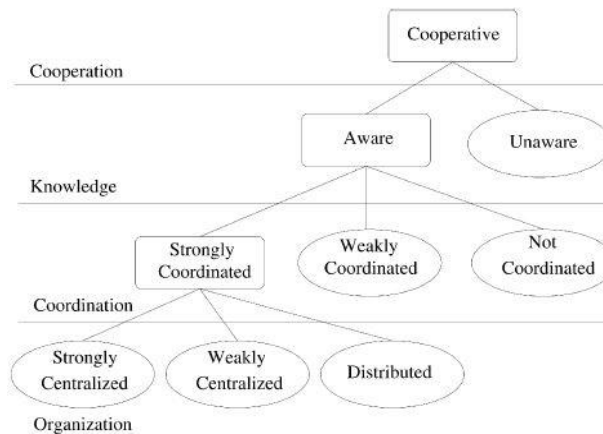 Cooperative
Cooperation
Aware
Unaware
Knowledge
Strongly
Coordinated
Weakly
Coordinated
Not
Coordinated
Coordination
Strongly
Centralized
Weakly
Centralized
Distributed
Organization